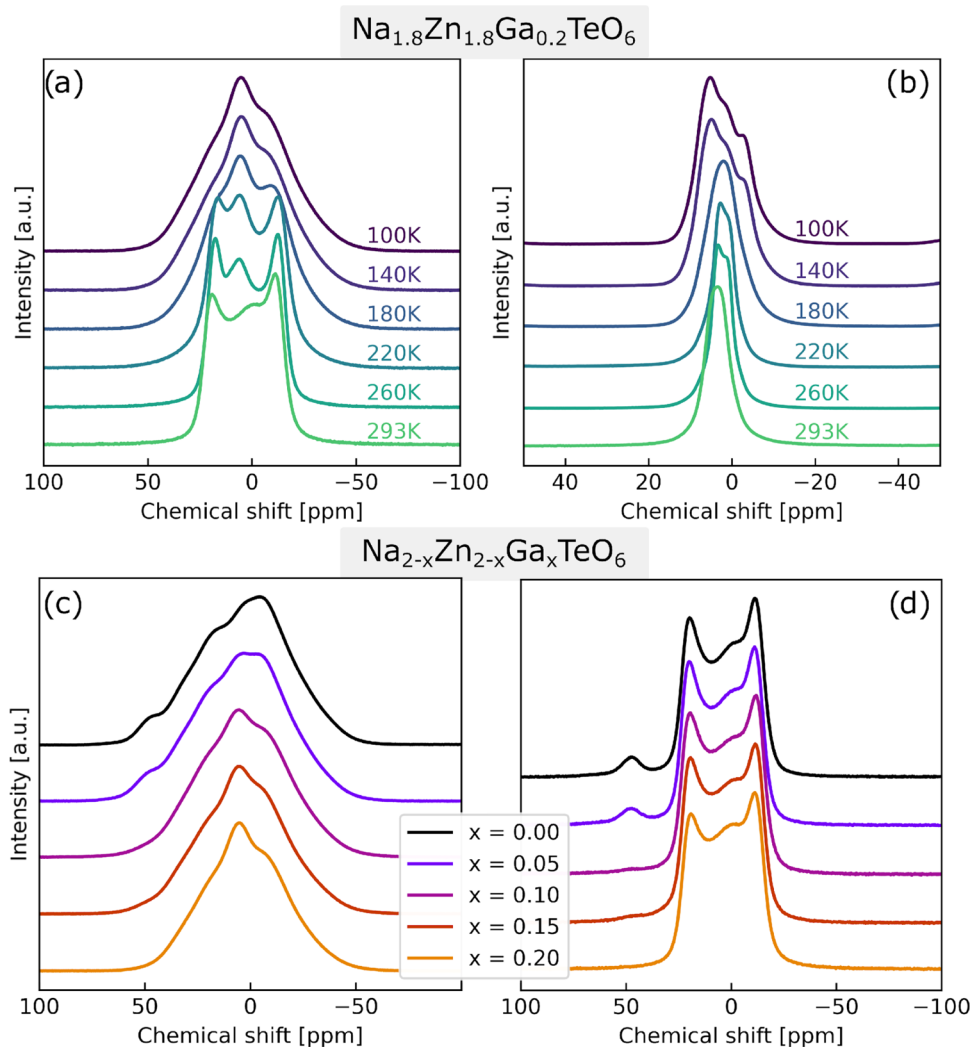 Na1.8Zn1.8Ga0.2TeO6
(a)
(b)
Intensity [a.u.]
100K
140K
180K
220K
260K
293K
100 50 0 −50 −100
Chemical shift [ppm]
Intensity [a.u.]
100K
140K
180K
220K
260K
293K
40 20 0 −20 −40
Chemical shift [ppm]
Na2-xZn2-xGaxTeO6
(c)
(d)
Intensity [a.u.]
x = 0.00
x = 0.05
x = 0.10
x = 0.15
x = 0.20
100 50 0 −50
Chemical shift [ppm]
100 50 0 −50 −100
Chemical shift [ppm]